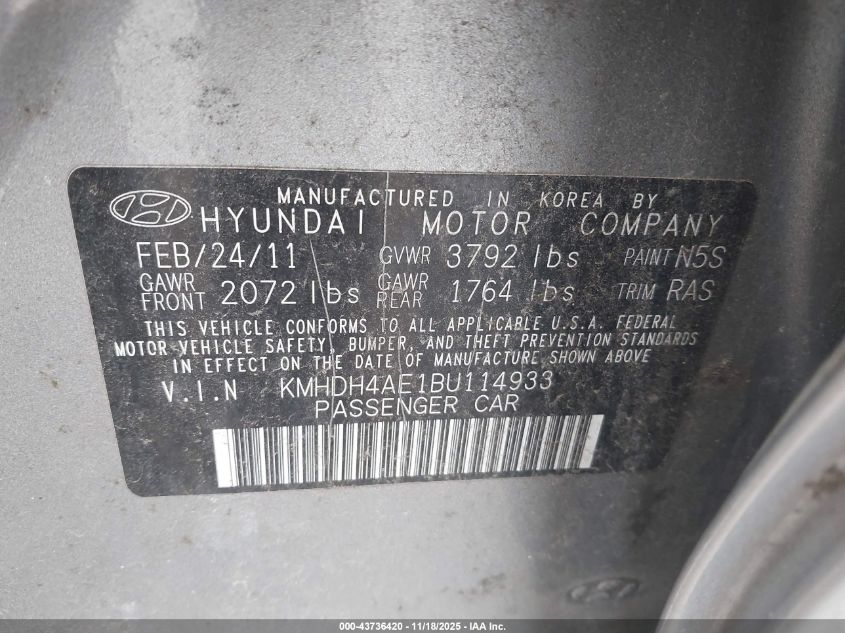 MANUFACTURED IN KOREA BY
HYUNDAI MOTOR COMPANY
FEB/24/11 GVWR 3792 lbs PAINT N5S
GAWR FRONT 2072 lbs GAWR REAR 1764 lbs TRIM RAS
THIS VEHICLE CONFORMS TO ALL APPLICABLE U.S.A. FEDERAL
MOTOR VEHICLE SAFETY, BUMPER, AND THEFT PREVENTION STANDARDS
IN EFFECT ON THE DATE OF MANUFACTURE SHOWN ABOVE
V.I.N KMHDH4AE1BU114933
PASSENGER CAR
000-43736420 - 11/18/2025 - IAA Inc.